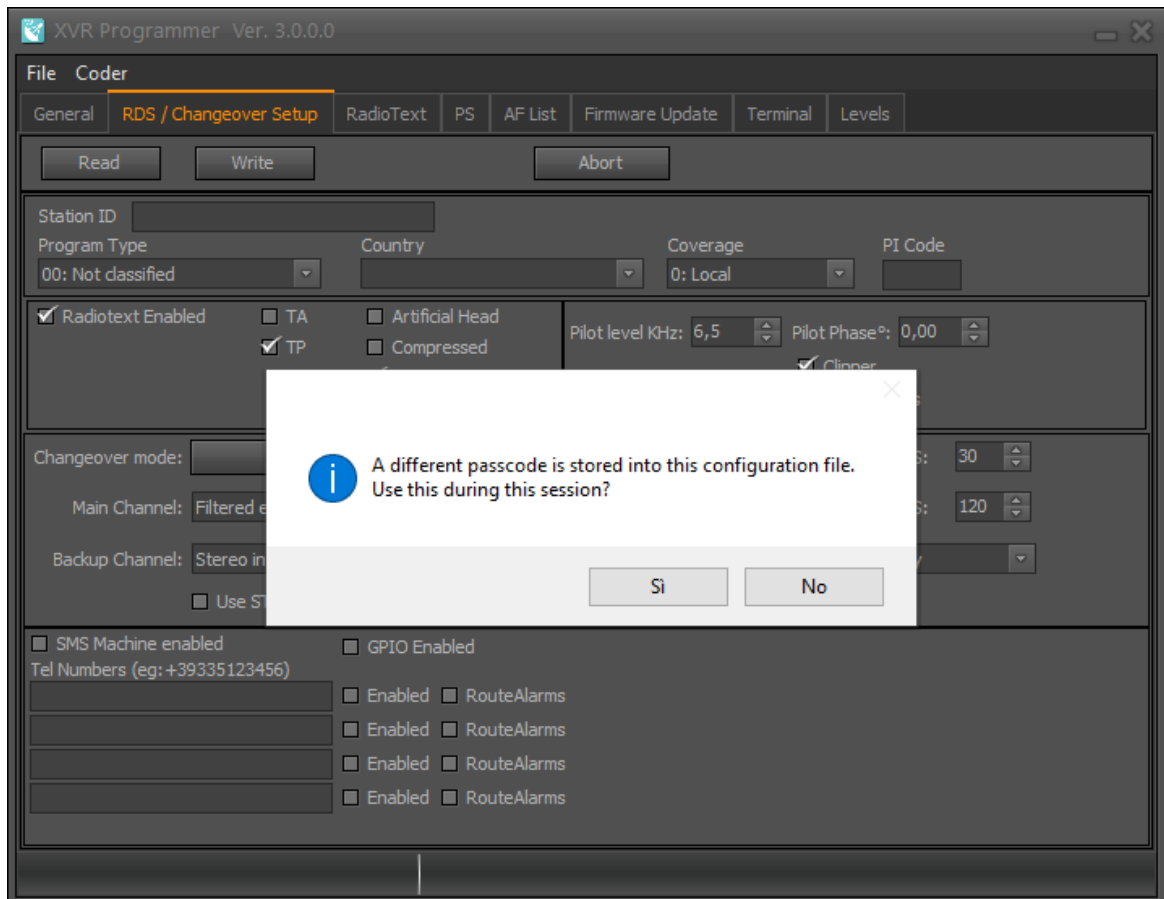 XVR Programmer Ver. 3.0.0.0
File Coder
General RDS / Changeover Setup RadioText PS AF List Firmware Update Terminal Levels
Read Write Abort
Station ID
Program Type Country Coverage PI Code
00: Not classified 0: Local
Radiotext Enabled TA Artificial Head
Pilot level KHz: 6,5 Pilot Phase°: 0,00
TP Compressed
Clipper
A different passcode is stored into this configuration file.
Use this during this session?
Sì No
Changeover mode: 30
Main Channel: Filtered 120
Backup Channel: Stereo
Use
SMS Machine enabled GPIO Enabled
Tel Numbers (eg:+39335123456)
Enabled RouteAlarms
Enabled RouteAlarms
Enabled RouteAlarms
Enabled RouteAlarms